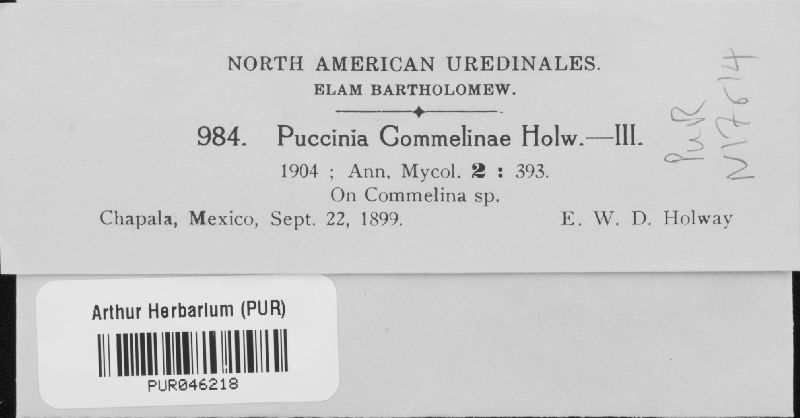 NORTH AMERICAN UREDINALES.
ELAM BARTHOLOMEW.
984. Puccinia Commelinae Holw.—III.
1904 ; Ann. Mycol. 2 : 393.
On Commelina sp.
Chapala, Mexico, Sept. 22, 1899. E. W. D. Holway
PUR
N17614
Arthur Herbarium (PUR)
PUR046218